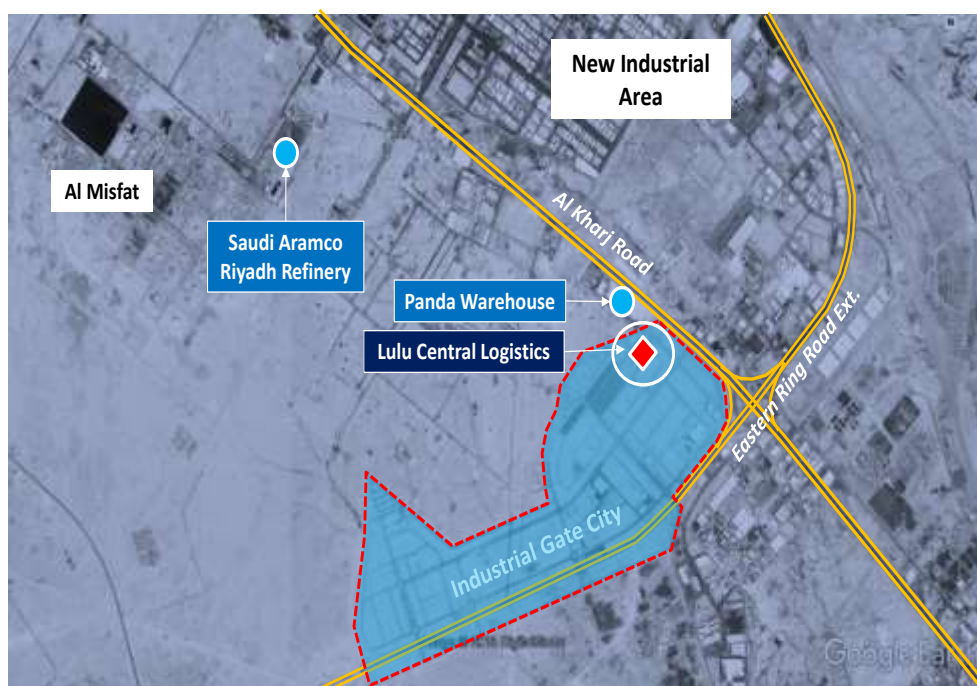 New Industrial
Area
Al Misfat
Saudi Aramco
Riyadh Refinery
Al Kharj Road
Panda Warehouse
Eastern Ring Road Ext.
Lulu Central Logistics
Industrial Gate City
Google Earth